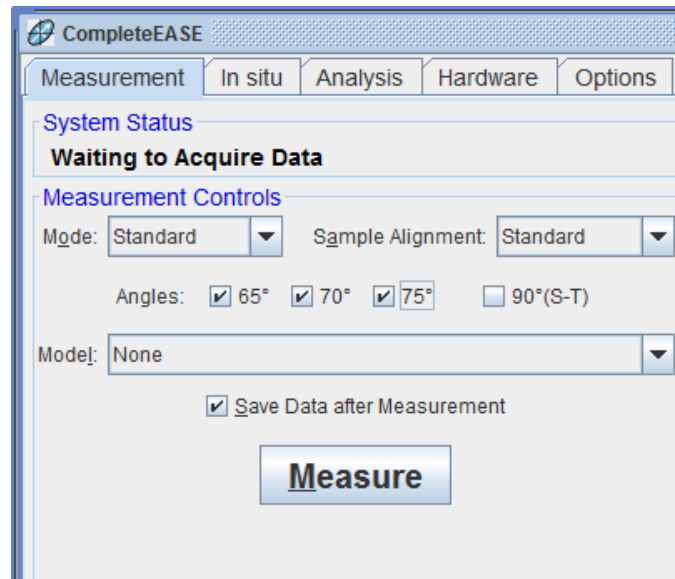 CompleteEASE
Measurement In situ Analysis Hardware Options
System Status
Waiting to Acquire Data
Measurement Controls
Mode: Standard Sample Alignment: Standard
Angles: 65° 70° 75° 90°(S-T)
Model: None
Save Data after Measurement
Measure